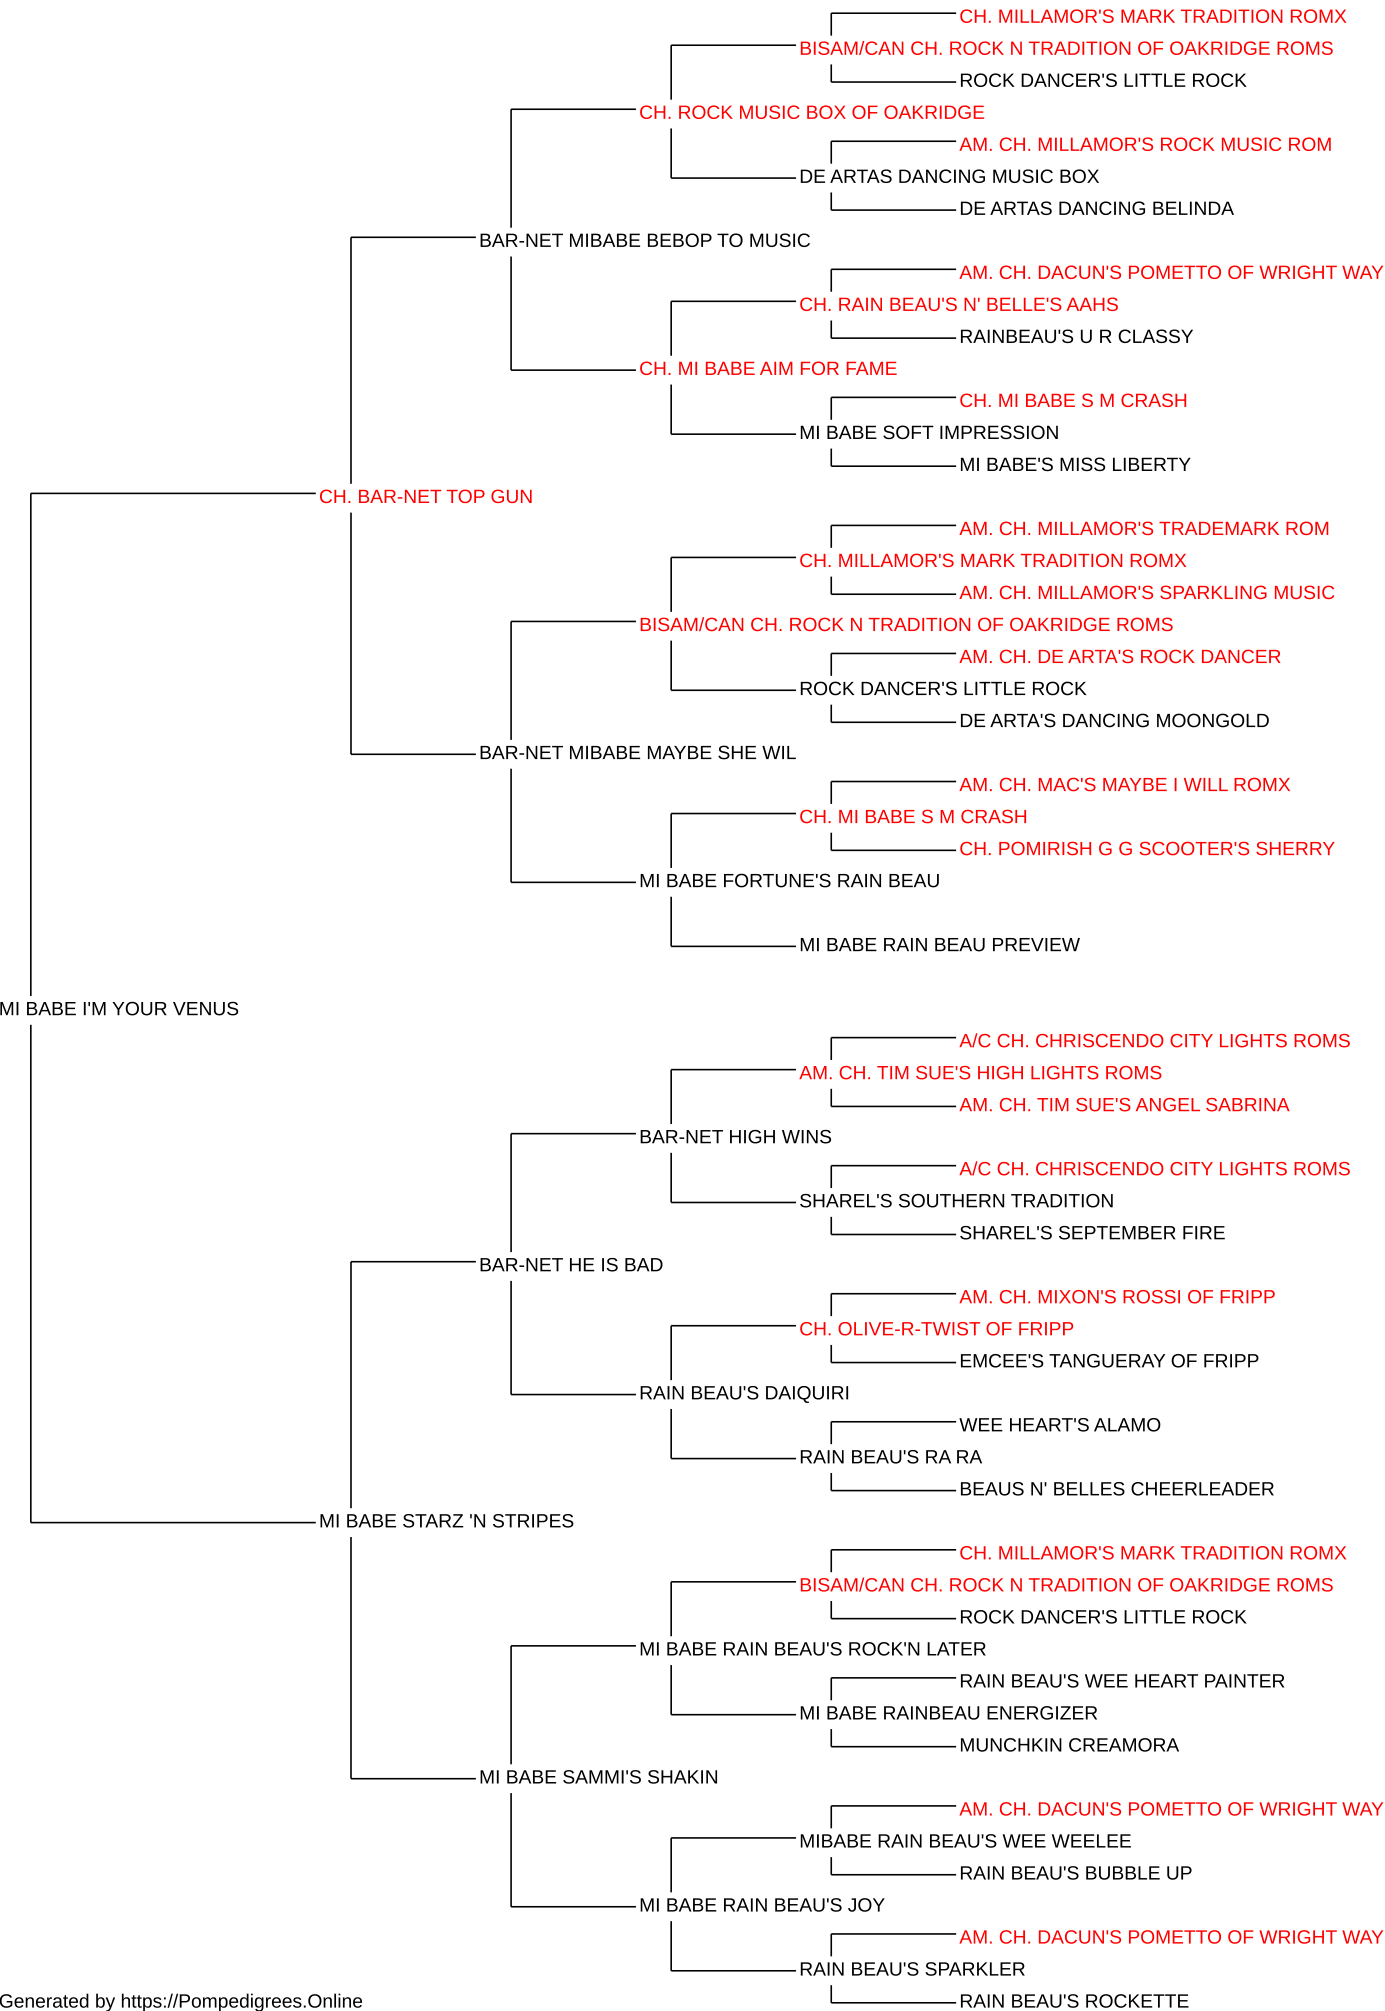 CH. MILLAMOR'S MARK TRADITION ROMX
BISAM/CAN CH. ROCK N TRADITION OF OAKRIDGE ROMS
ROCK DANCER'S LITTLE ROCK
CH. ROCK MUSIC BOX OF OAKRIDGE
AM. CH. MILLAMOR'S ROCK MUSIC ROM
DE ARTAS DANCING MUSIC BOX
DE ARTAS DANCING BELINDA
BAR-NET MIBABE BEBOP TO MUSIC
AM. CH. DACUN'S POMETTO OF WRIGHT WAY
CH. RAIN BEAU'S N' BELLE'S AAHS
RAINBEAU'S U R CLASSY
CH. MI BABE AIM FOR FAME
CH. MI BABE S M CRASH
MI BABE SOFT IMPRESSION
MI BABE'S MISS LIBERTY
CH. BAR-NET TOP GUN
AM. CH. MILLAMOR'S TRADEMARK ROM
CH. MILLAMOR'S MARK TRADITION ROMX
AM. CH. MILLAMOR'S SPARKLING MUSIC
BISAM/CAN CH. ROCK N TRADITION OF OAKRIDGE ROMS
AM. CH. DE ARTA'S ROCK DANCER
ROCK DANCER'S LITTLE ROCK
DE ARTA'S DANCING MOONGOLD
BAR-NET MIBABE MAYBE SHE WIL
AM. CH. MAC'S MAYBE I WILL ROMX
CH. MI BABE S M CRASH
CH. POMIRISH G G SCOOTER'S SHERRY
MI BABE FORTUNE'S RAIN BEAU
MI BABE RAIN BEAU PREVIEW
MI BABE I'M YOUR VENUS
A/C CH. CHRISCENDO CITY LIGHTS ROMS
AM. CH. TIM SUE'S HIGH LIGHTS ROMS
AM. CH. TIM SUE'S ANGEL SABRINA
BAR-NET HIGH WINS
A/C CH. CHRISCENDO CITY LIGHTS ROMS
SHAREL'S SOUTHERN TRADITION
SHAREL'S SEPTEMBER FIRE
BAR-NET HE IS BAD
AM. CH. MIXON'S ROSSI OF FRIPP
CH. OLIVE-R-TWIST OF FRIPP
EMCEE'S TANGUERAY OF FRIPP
RAIN BEAU'S DAIQUIRI
WEE HEART'S ALAMO
RAIN BEAU'S RA RA
BEAUS N' BELLES CHEERLEADER
MI BABE STARZ 'N STRIPES
CH. MILLAMOR'S MARK TRADITION ROMX
BISAM/CAN CH. ROCK N TRADITION OF OAKRIDGE ROMS
ROCK DANCER'S LITTLE ROCK
MI BABE RAIN BEAU'S ROCK'N LATER
RAIN BEAU'S WEE HEART PAINTER
MI BABE RAINBEAU ENERGIZER
MUNCHKIN CREAMORA
MI BABE SAMMI'S SHAKIN
AM. CH. DACUN'S POMETTO OF WRIGHT WAY
MIBABE RAIN BEAU'S WEE WEELEE
RAIN BEAU'S BUBBLE UP
MI BABE RAIN BEAU'S JOY
AM. CH. DACUN'S POMETTO OF WRIGHT WAY
RAIN BEAU'S SPARKLER
RAIN BEAU'S ROCKETTE
Generated by https://Pompedigrees.Online